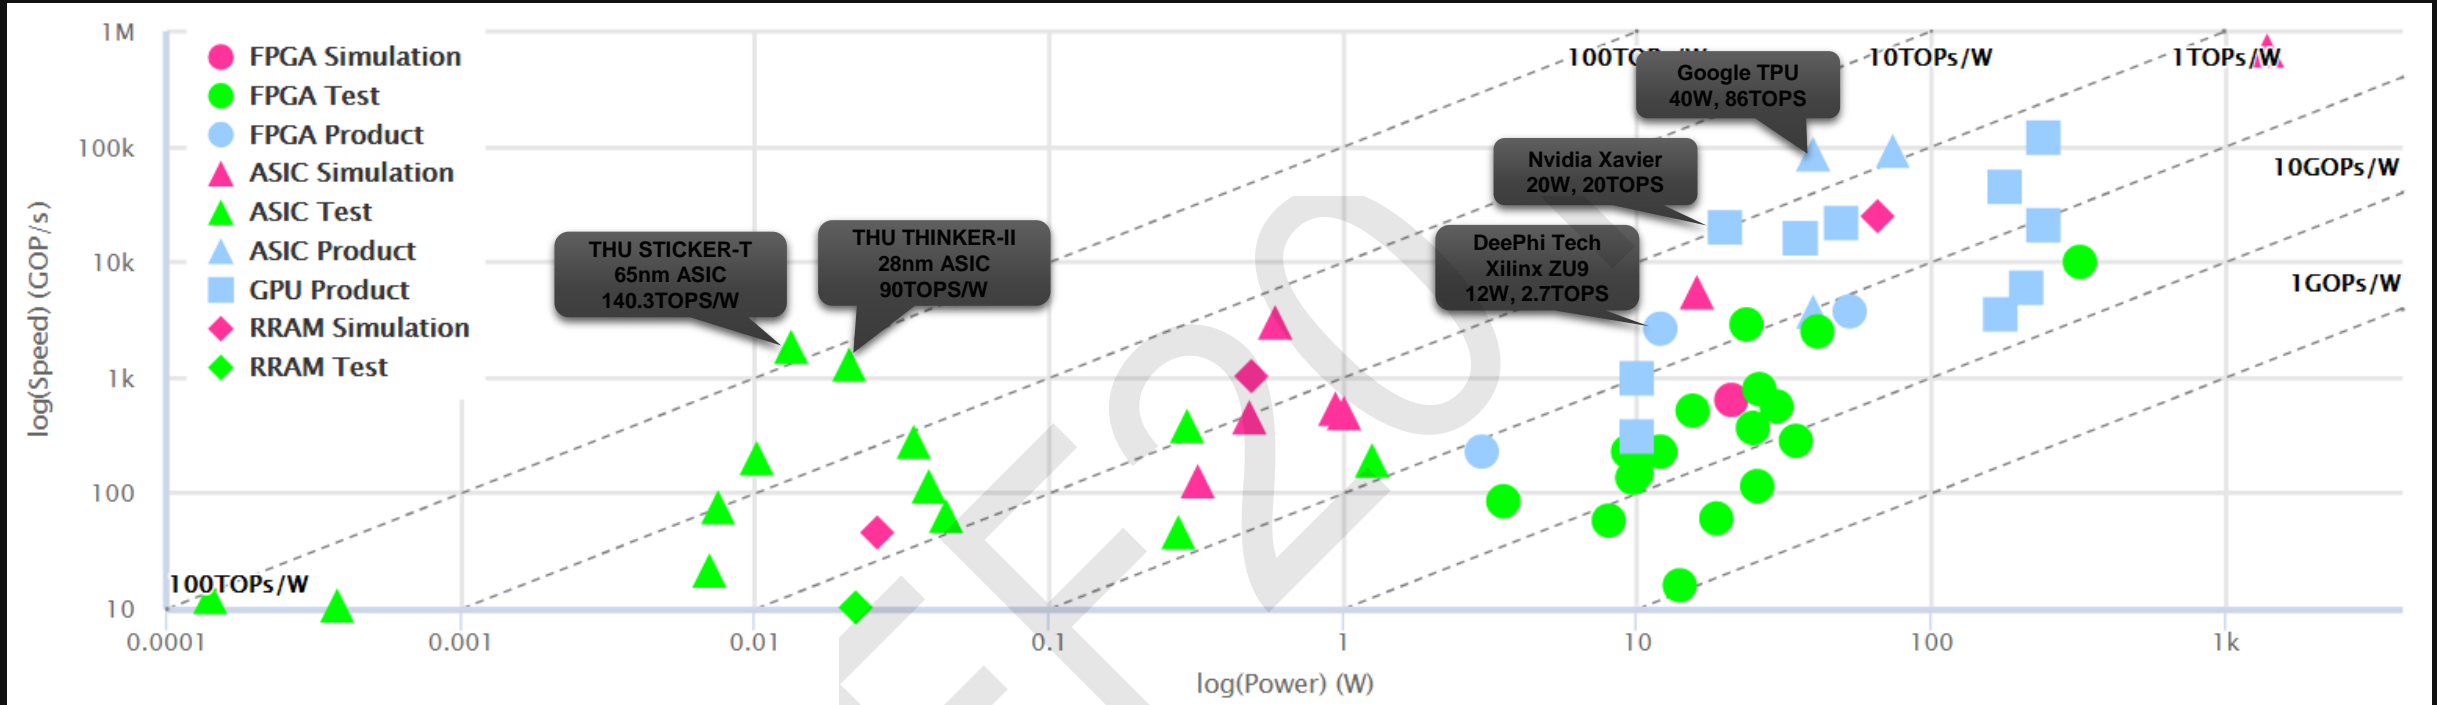 1M
100k
10k
1k
100
10
log(Speed) (GOP/s)
FPGA Simulation
FPGA Test
FPGA Product
ASIC Simulation
ASIC Test
ASIC Product
GPU Product
RRAM Simulation
RRAM Test
THU STICKER-T
65nm ASIC
140.3TOPS/W
THU THINKER-II
28nm ASIC
90TOPS/W
Google TPU
40W, 86TOPS
Nvidia Xavier
20W, 20TOPS
DeePhi Tech
Xilinx ZU9
12W, 2.7TOPS
10TOPs/W
1TOPs/W
10GOPs/W
1GOPs/W
100TOPs/W
0.0001
0.001
0.01
0.1
1
10
100
1k
log(Power) (W)